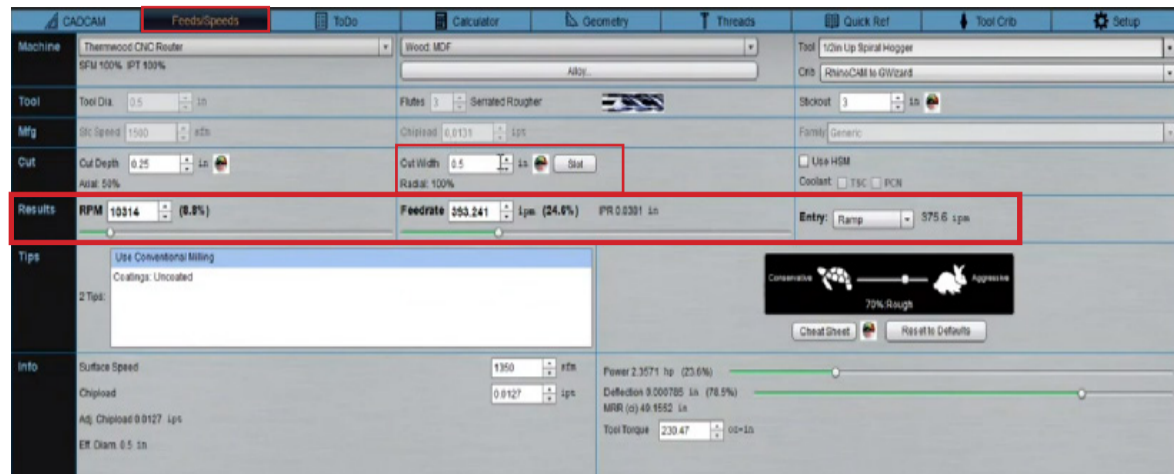 CADCAM Feeds/Speeds ToDo Calculator Geometry Threads Quick Ref Tool Crib Setup
Machine Thermwood CNC Router Wood: MDF Tool 1/2in Up Spiral Hogger
SFM 100% IPT 100% Alloy... Crib RhinoCAM to GWizard
Tool Tool Dia. 0.5 in Flutes 3 Serrated Rougher Stickout 3 in
Mfg Sfc Speed 1500 sfm Chipload 0.0131 ips Family Generic
Cut Cut Depth 0.25 in Cut Width 0.5 in Slot Use HSM
Axial: 50% Radial: 100% Coolant TSC PCN
Results RPM 10314 Feedrate 393.241 ipm (24.6%) IPR 0.0381 in Entry: Ramp 375.6 ipm
Tips Use Conventional Milling
Coatings: Uncoated
2 Tips:
Conservative Aggressive
70%:Rough
Cheat Sheet Reset to Defaults
Info Surface Speed 1350 sfm Power 2.3571 hp (23.6%)
Chipload 0.0127 ips Deflection 0.000785 in (78.5%)
MRR (ci) 49.1552 in
Adj. Chipload 0.0127 ips Tool Torque 230.47 oz-in
Eff. Diam. 0.5 in